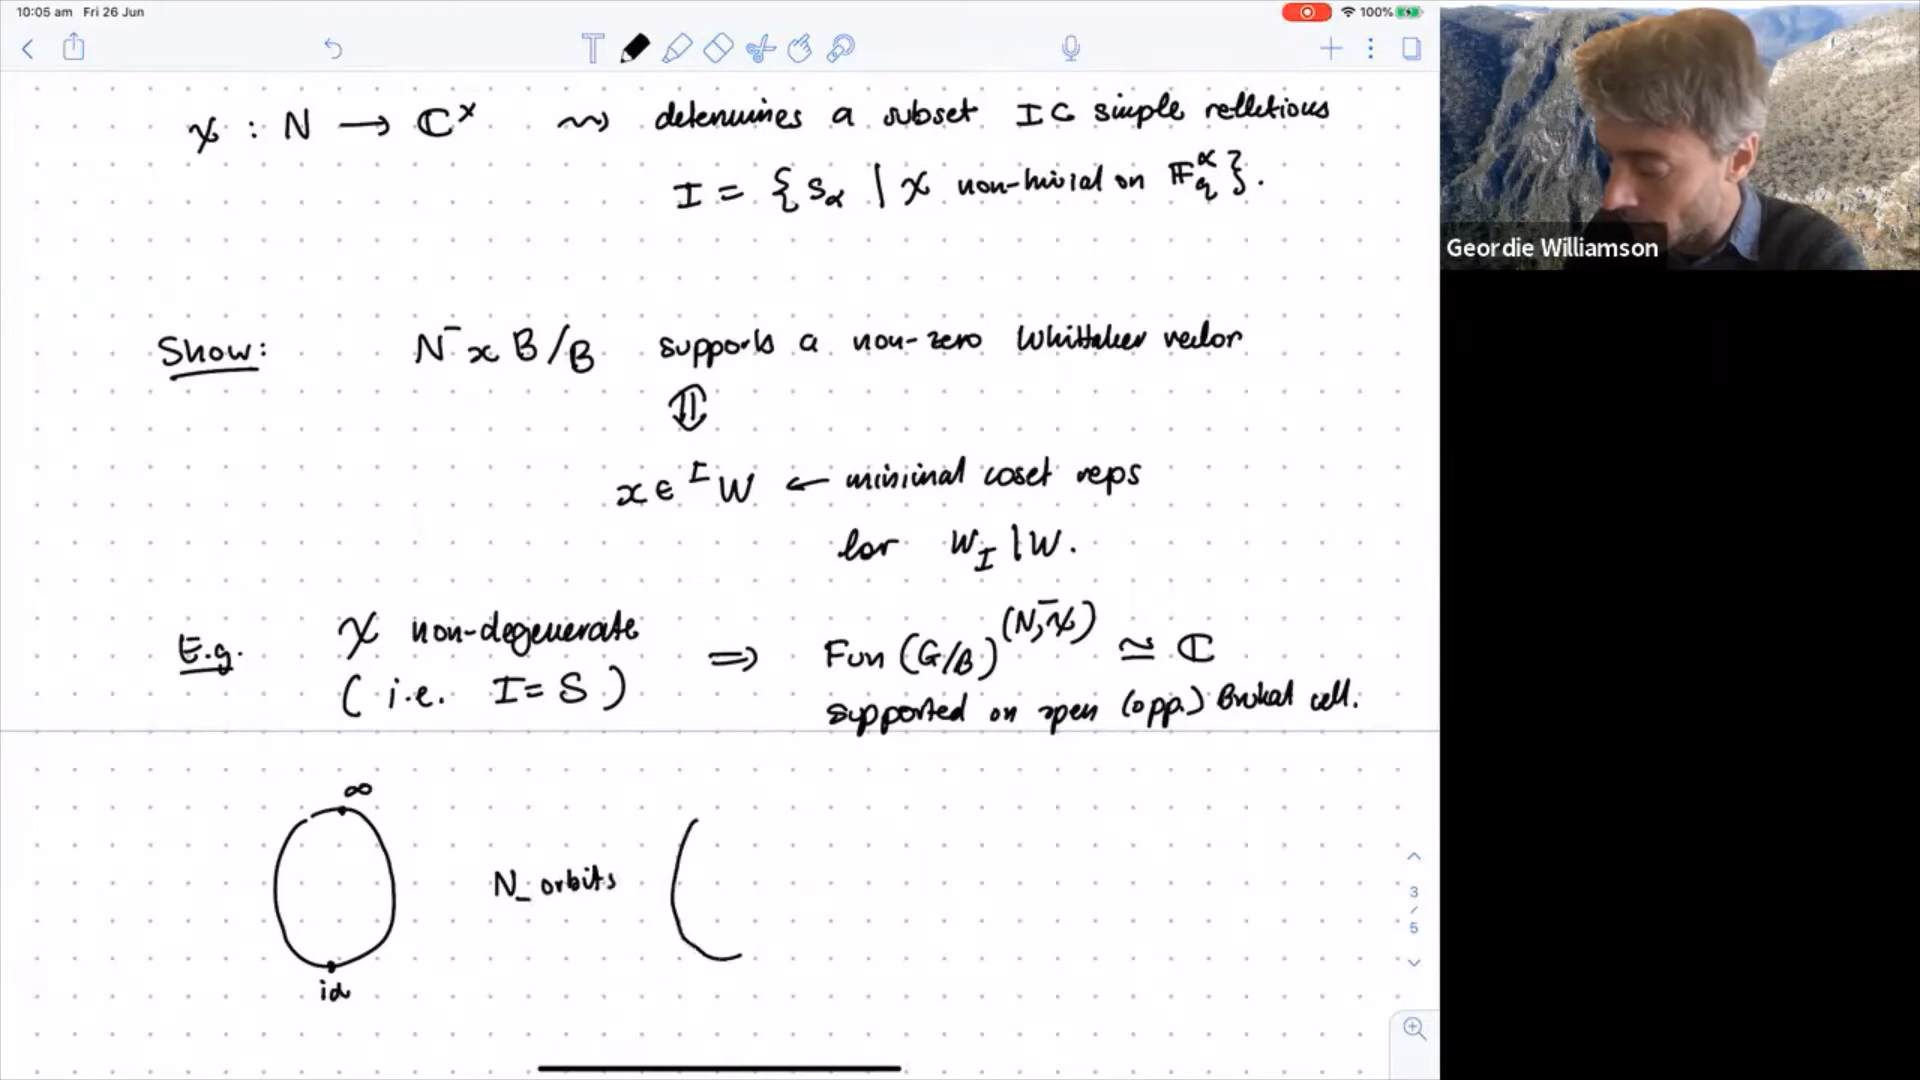 10:05 am Fri 26 Jun
100%
χ : N → ℂ^× ⇝ determines a subset I ⊂ simple reflections
I = { s_α | χ non-trivial on 𝔽_q^α }.
Geordie Williamson
Show: N^- x B/B supports a non-zero Whittaker vector
⇕
x ∈ ^I W ← minimal coset reps
for W_I \ W.
E.g. χ non-degenerate ⇒ Fun (G/B)^(N^-, χ) ≃ ℂ
( i.e. I = S ) supported on open (opp.) Bruhat cell.
∞
N_- orbits
id
3
/
5